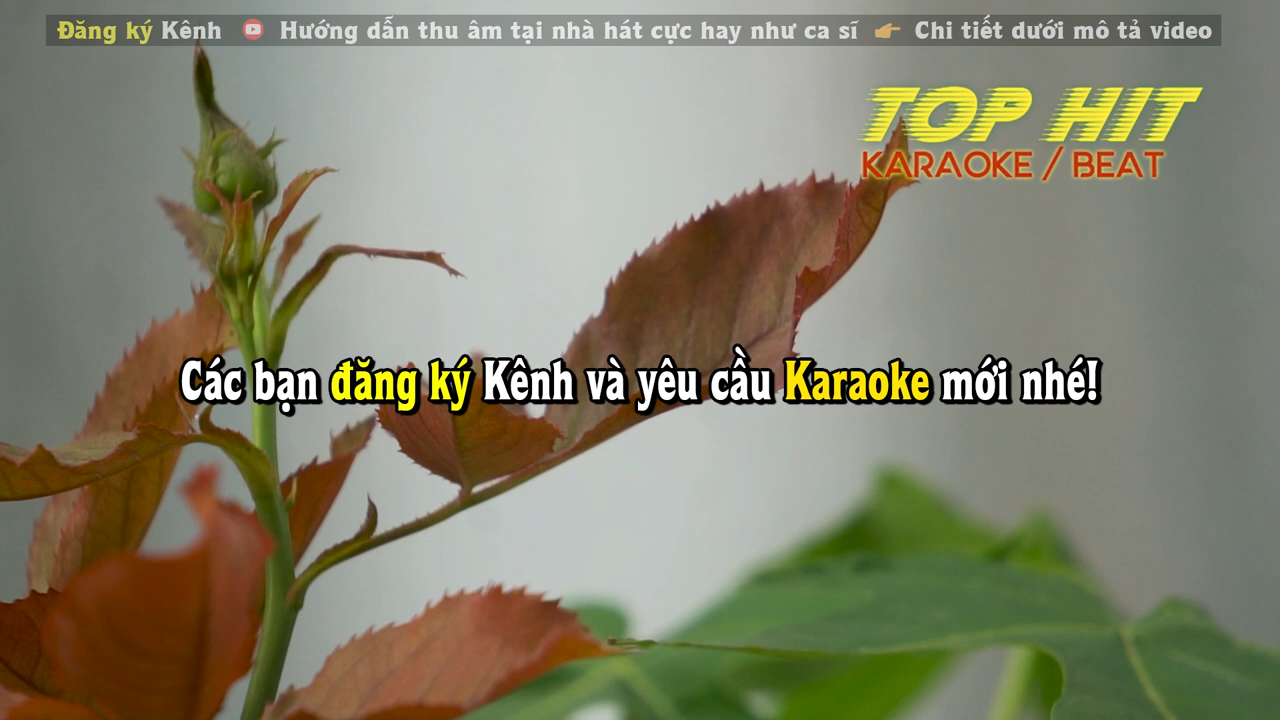 Đăng ký Kênh Hướng dẫn thu âm tại nhà hát cực hay như ca sí 👉 Chi tiết dưới mô tả video
TOP HIT
KARAOKE / BEAT
Các bạn đăng ký Kênh và yêu cầu Karaoke mới nhé!